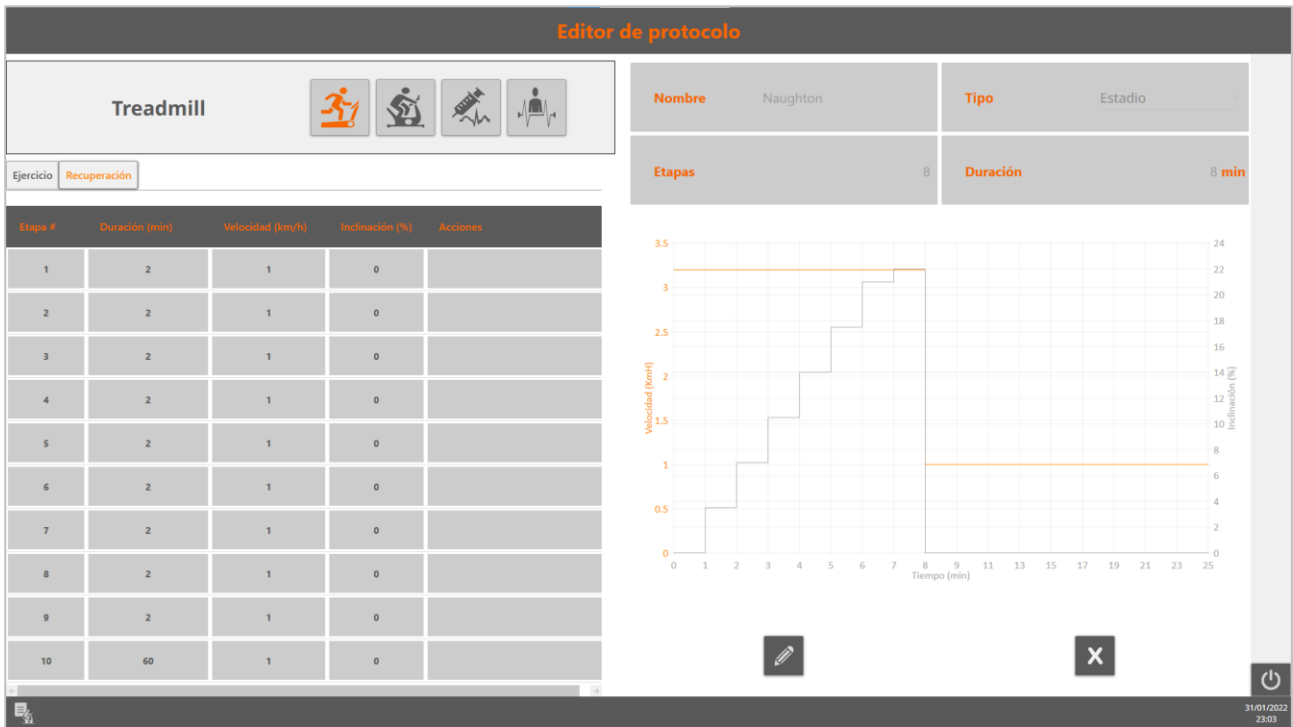 Editor de protocolo
Treadmill
Nombre Naughton
Tipo Estadio
Ejercicio Recuperación
Etapas 8
Duración 8 min
Etapa # Duración (min) Velocidad (km/h) Inclinación (%) Acciones
1 2 1 0
2 2 1 0
3 2 1 0
4 2 1 0
5 2 1 0
6 2 1 0
7 2 1 0
8 2 1 0
9 2 1 0
10 60 1 0
Velocidad (KmH)
3.5
3
2.5
2
1.5
1
0.5
0
24
22
20
18
16
14
12
10
8
6
4
2
0
Inclinación (%)
0 1 2 3 4 5 6 7 8 9 11 13 15 17 19 21 23 25
Tiempo (min)
X
31/01/2022
23:03